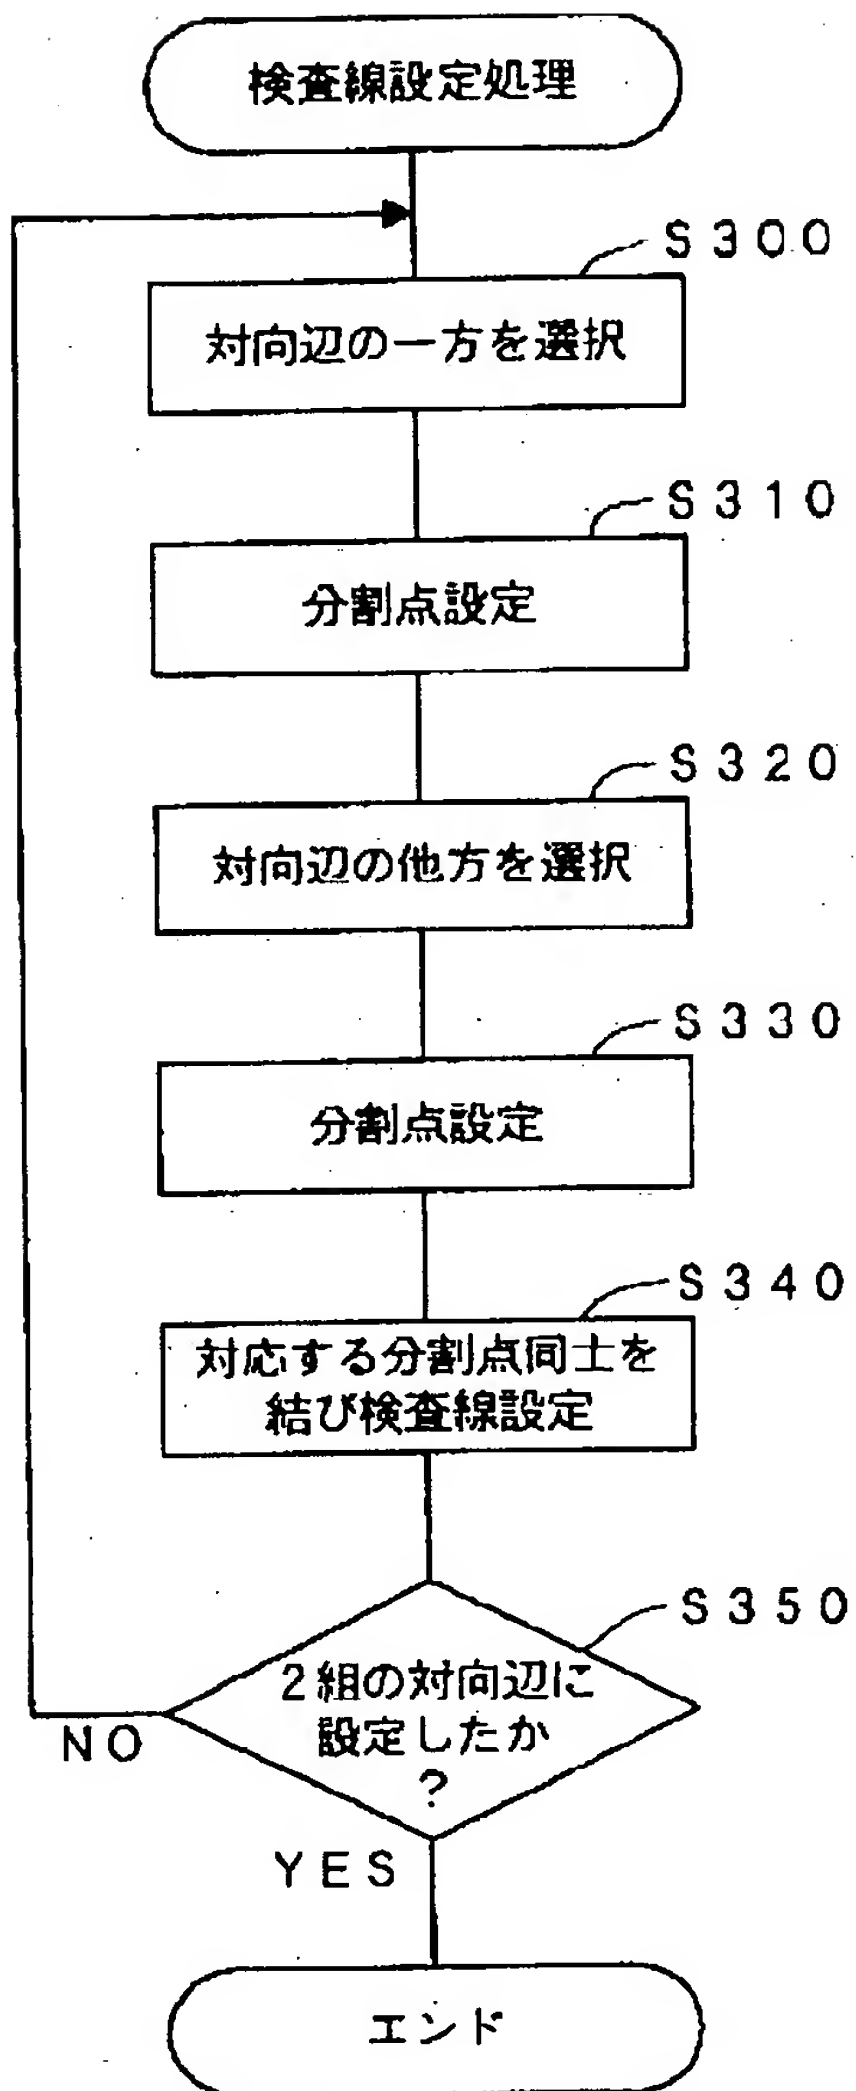 検査線設定処理
S300
対向辺の一方を選択
S310
分割点設定
S320
対向辺の他方を選択
S330
分割点設定
S340
対応する分割点同士を
結び検査線設定
S350
2組の対向辺に
設定したか
?
NO
YES
エンド